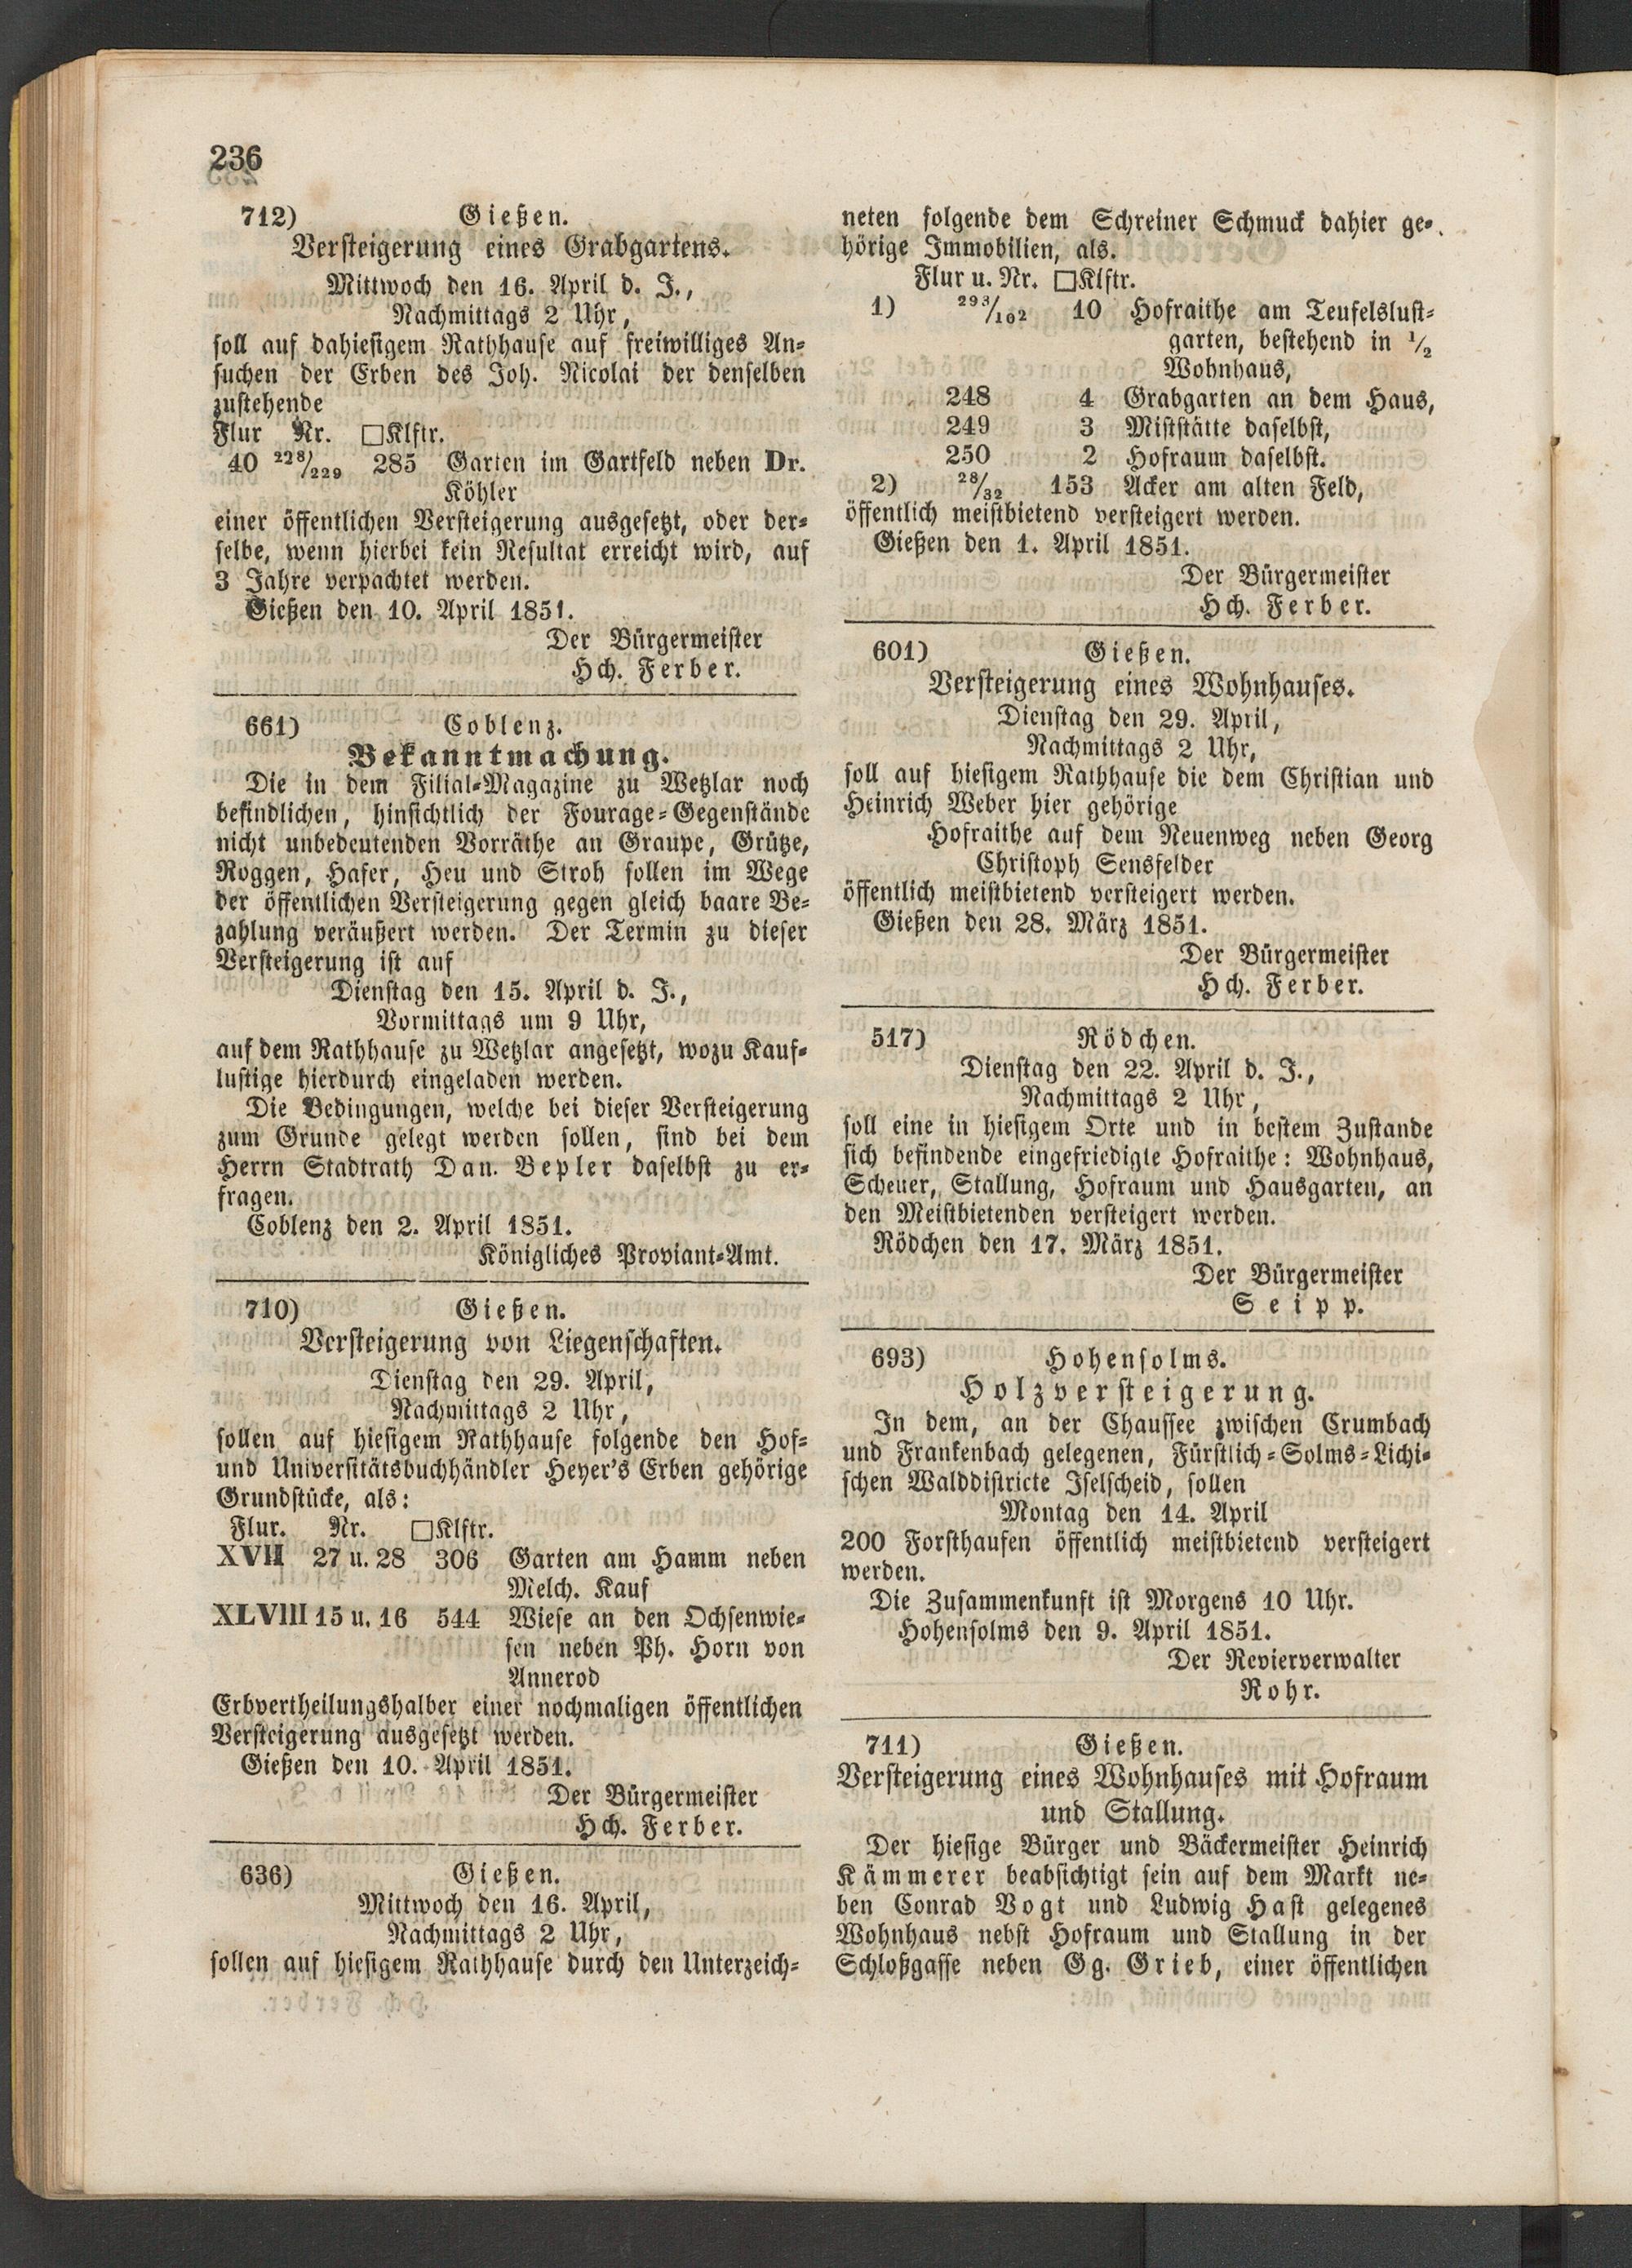 236
712) Gießen.
Versteigerung eines Grabgartens.
Mittwoch den 16. April d. J.,
Nachmittags 2 Uhr,
soll auf dahiesigem Rathhause auf freiwilliges An-
suchen der Erben des Joh. Nicolai der denselben
zustehende
Flur Nr. □Klftr.
40 228/229 285 Garten im Gartfeld neben Dr.
Köhler
einer öffentlichen Versteigerung ausgesetzt, oder der-
selbe, wenn hierbei kein Resultat erreicht wird, auf
3 Jahre verpachtet werden.
Gießen den 10. April 1851.
Der Bürgermeister
Hch. Ferber.
661) Coblenz.
Bekanntmachung.
Die in dem Filial-Magazine zu Wetzlar noch
befindlichen, hinsichtlich der Fourage-Gegenstände
nicht unbedeutenden Vorräthe an Graupe, Grütze,
Roggen, Hafer, Heu und Stroh sollen im Wege
der öffentlichen Versteigerung gegen gleich baare Be-
zahlung veräußert werden. Der Termin zu dieser
Versteigerung ist auf
Dienstag den 15. April d. J.,
Vormittags um 9 Uhr,
auf dem Rathhause zu Wetzlar angesetzt, wozu Kauf-
lustige hierdurch eingeladen werden.
Die Bedingungen, welche bei dieser Versteigerung
zum Grunde gelegt werden sollen, sind bei dem
Herrn Stadtrath Dan. Bepler daselbst zu er-
fragen.
Coblenz den 2. April 1851.
Königliches Proviant-Amt.
710) Gießen.
Versteigerung von Liegenschaften.
Dienstag den 29. April,
Nachmittags 2 Uhr,
sollen auf hiesigem Rathhause folgende den Hof-
und Universitätsbuchhändler Heyer's Erben gehörige
Grundstücke, als:
Flur. Nr. □Klftr.
XVII 27 u. 28 306 Garten am Hamm neben
Melch. Kauf
XLVIII 15 u. 16 544 Wiese an den Ochsenwie-
sen neben Ph. Horn von
Annerod
Erbvertheilungshalber einer nochmaligen öffentlichen
Versteigerung ausgesetzt werden.
Gießen den 10. April 1851.
Der Bürgermeister
Hch. Ferber.
636) Gießen.
Mittwoch den 16. April,
Nachmittags 2 Uhr,
sollen auf hiesigem Rathhause durch den Unterzeich-
neten folgende dem Schreiner Schmuck dahier ge-
hörige Immobilien, als.
Flur u. Nr. □Klftr.
1) 293/102 10 Hofraithe am Teufelslust-
garten, bestehend in 1/2
Wohnhaus,
248 4 Grabgarten an dem Haus,
249 3 Miststätte daselbst,
250 2 Hofraum daselbst.
2) 28/32 153 Acker am alten Feld,
öffentlich meistbietend versteigert werden.
Gießen den 1. April 1851.
Der Bürgermeister
Hch. Ferber.
601) Gießen.
Versteigerung eines Wohnhauses.
Dienstag den 29. April,
Nachmittags 2 Uhr,
soll auf hiesigem Rathhause die dem Christian und
Heinrich Weber hier gehörige
Hofraithe auf dem Neuenweg neben Georg
Christoph Sensfelder
öffentlich meistbietend versteigert werden.
Gießen den 28. März 1851.
Der Bürgermeister
Hch. Ferber.
517) Rödchen.
Dienstag den 22. April d. J.,
Nachmittags 2 Uhr,
soll eine in hiesigem Orte und in bestem Zustande
sich befindende eingefriedigte Hofraithe: Wohnhaus,
Scheuer, Stallung, Hofraum und Hausgarten, an
den Meistbietenden versteigert werden.
Rödchen den 17. März 1851.
Der Bürgermeister
Seipp.
693) Hohensolms.
Holzversteigerung.
In dem, an der Chaussee zwischen Crumbach
und Frankenbach gelegenen, Fürstlich-Solms-Lichi-
schen Walddistricte Iselscheid, sollen
Montag den 14. April
200 Forsthaufen öffentlich meistbietend versteigert
werden.
Die Zusammenkunft ist Morgens 10 Uhr.
Hohensolms den 9. April 1851.
Der Revierverwalter
Rohr.
711) Gießen.
Versteigerung eines Wohnhauses mit Hofraum
und Stallung.
Der hiesige Bürger und Bäckermeister Heinrich
Kämmerer beabsichtigt sein auf dem Markt ne-
ben Conrad Vogt und Ludwig Hast gelegenes
Wohnhaus nebst Hofraum und Stallung in der
Schloßgasse neben Gg. Grieb, einer öffentlichen